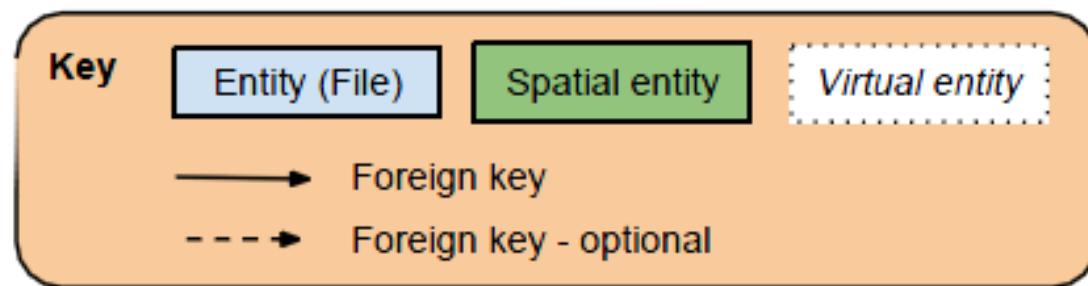 Key Entity (File) Spatial entity Virtual entity
Foreign key
Foreign key - optional